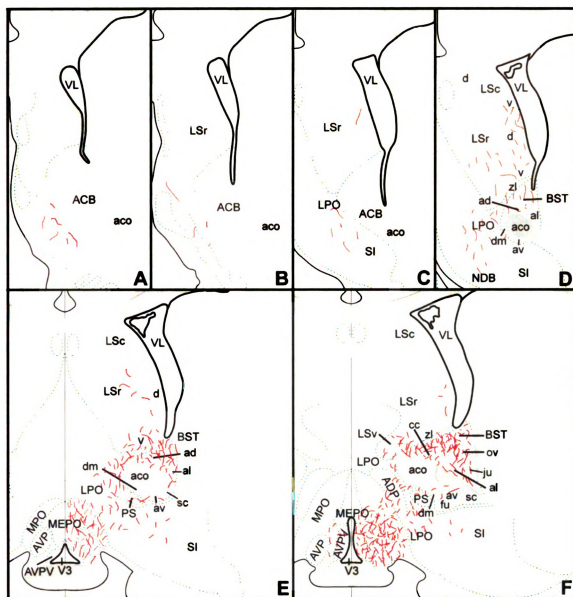 VL
ACB
aco
A
VL
LSr
ACB
aco
B
VL
LPO
ACB
aco
SI
C
d
LSc
VL
v
LSr
d
v
zl
ad
BST
al
LPO
aco
dm
av
NDB
SI
D
LSc
VL
LSr
d
v
BST
ad
dm
aco
al
LPO
PS
av
sc
MPO
MEPO
AVP
SI
AVPV
V3
E
LSc
VL
LSr
cc
LSv
zl
BST
ov
LPO
aco
ju
al
ADP
PS
av
sc
fu
dm
MPO
MEPO
LPO
SI
AVP
AVPV
V3
F